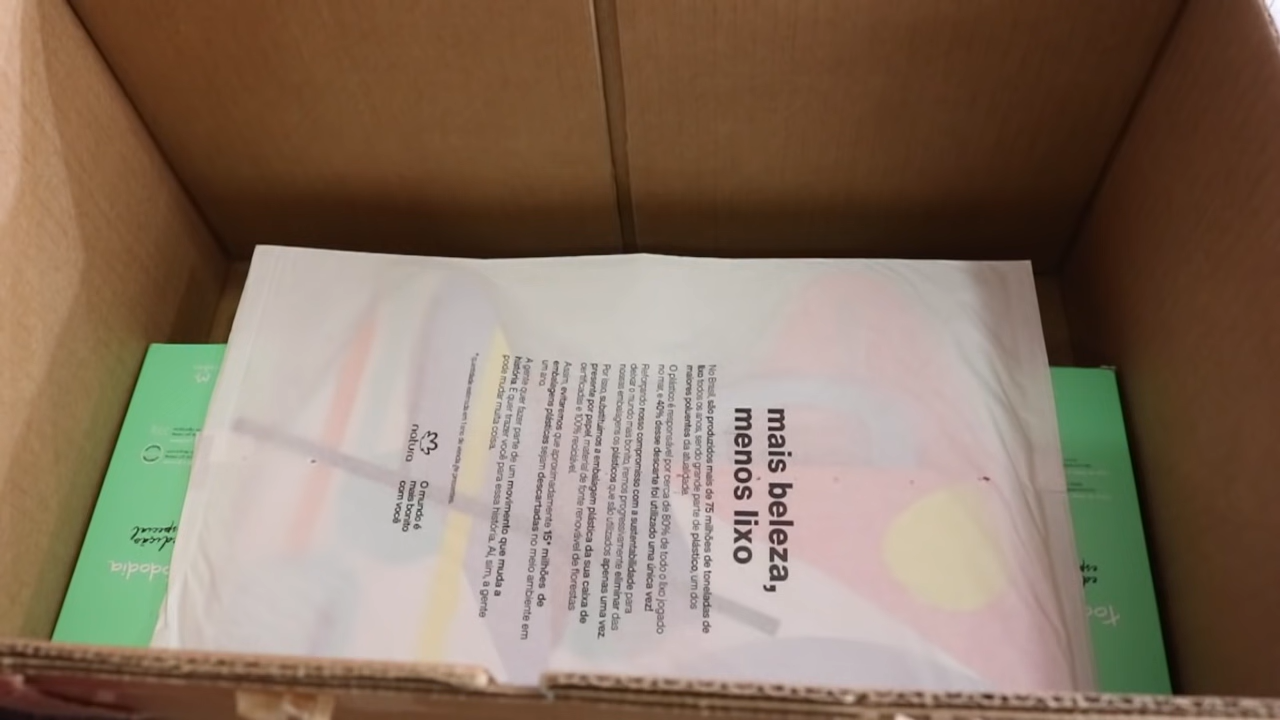 mais beleza,
menos lixo
No Brasil, são produzidos mais de 75 milhões de toneladas de
lixo todos os anos, sendo grande parte de plástico, um dos
maiores poluentes da atualidade.
O plástico é responsável por cerca de 80% de todo o lixo jogado
no mar, e 40% desse descarte foi utilizado uma única vez!
Reforçando nosso compromisso com a sustentabilidade para
deixar o mundo mais bonito, iremos progressivamente eliminar das
nossas embalagens os plásticos que são utilizados apenas uma vez.
Por isso, substituímos a embalagem plástica da sua caixa de
presente por papel, material de fonte renovável de florestas
certificadas e 100% reciclável.
Assim, evitaremos que aproximadamente 15* milhões de
embalagens plásticas sejam descartadas no meio ambiente em
um ano.
A gente quer fazer parte de um movimento que muda a
história. E quer trazer você para essa história. Aí, sim, a gente
pode mudar muita coisa.
natura
O mundo é
mais bonito
com você